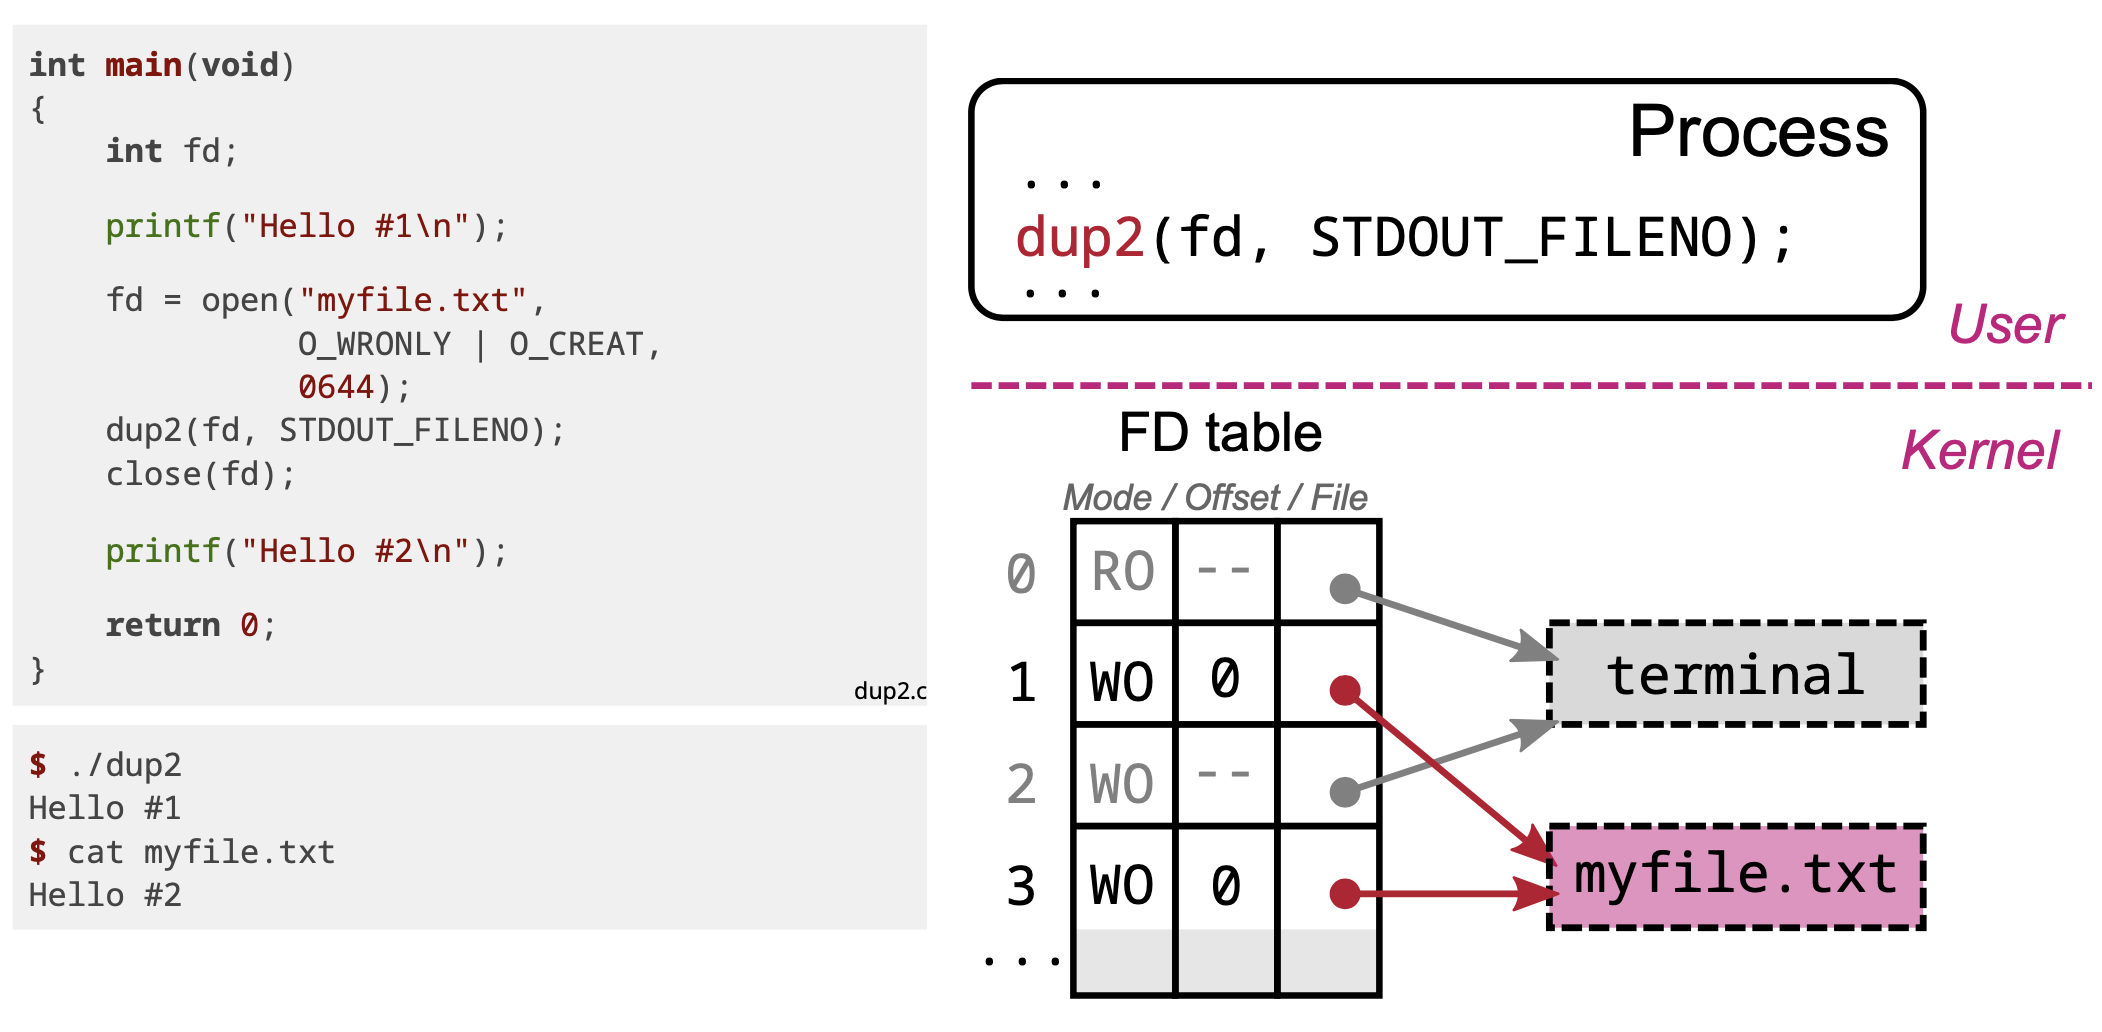 int main(void)
{
    int fd;
    printf("Hello #1\n");
    fd = open("myfile.txt",
              O_WRONLY | O_CREAT,
              0644);
    dup2(fd, STDOUT_FILENO);
    close(fd);
    printf("Hello #2\n");
    return 0;
}
dup2.c
$ ./dup2
Hello #1
$ cat myfile.txt
Hello #2
Process
...
dup2(fd, STDOUT_FILENO);
...
User
Kernel
FD table
Mode / Offset / File
0 RO --
1 WO 0
2 WO --
3 WO 0
...
terminal
myfile.txt